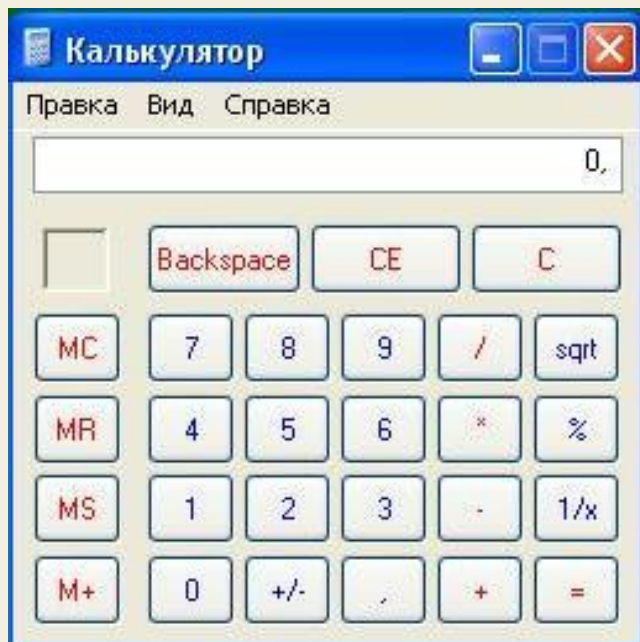 Калькулятор
Правка Вид Справка
0,
Backspace CE C
MC 7 8 9 / sqrt
MR 4 5 6 * %
MS 1 2 3 - 1/x
M+ 0 +/- , + =